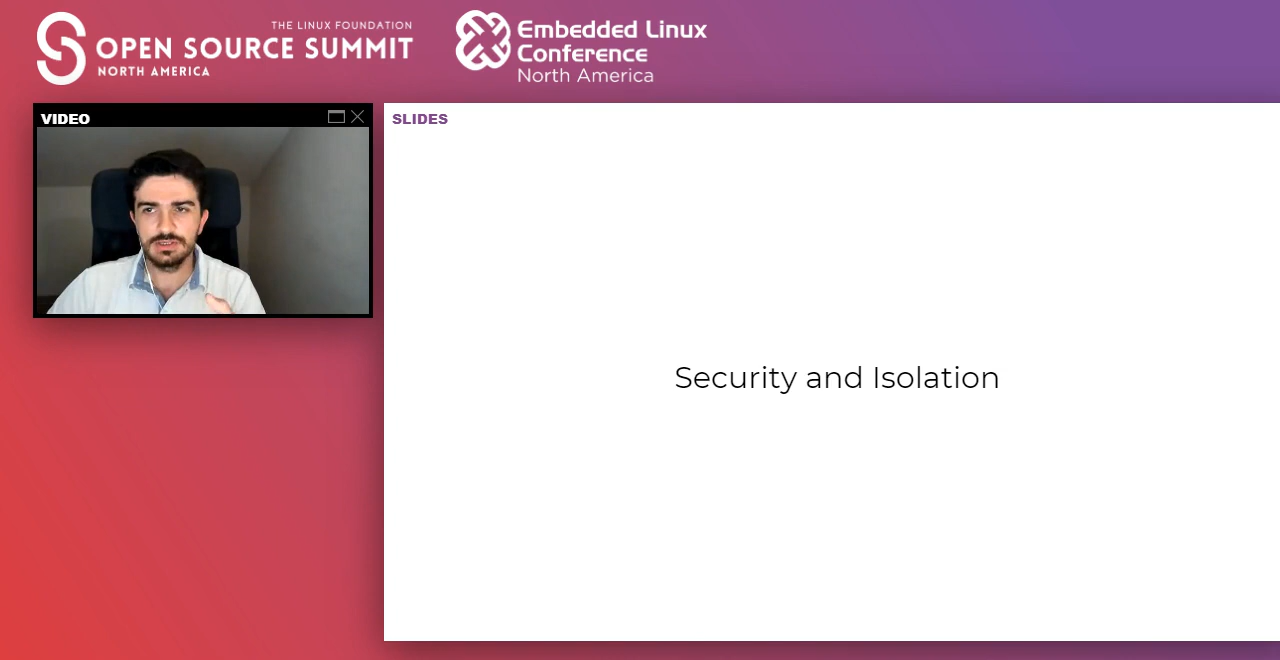 THE LINUX FOUNDATION
OPEN SOURCE SUMMIT
NORTH AMERICA
Embedded Linux
Conference
North America
VIDEO
SLIDES
Security and Isolation